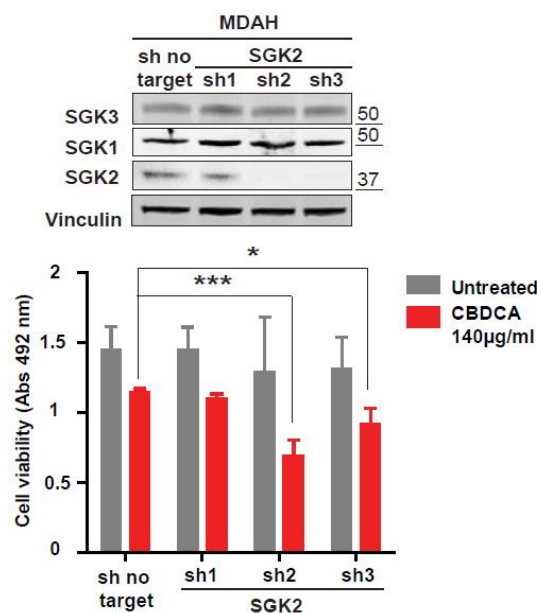 MDAH
sh no target
SGK2
sh1 sh2 sh3
SGK3 50
SGK1 50
SGK2 37
Vinculin
* 
***
Untreated
CBDCA
140µg/ml
Cell viability (Abs 492 nm)
2
1.5
1
0.5
0
sh no target
sh1 sh2 sh3
SGK2